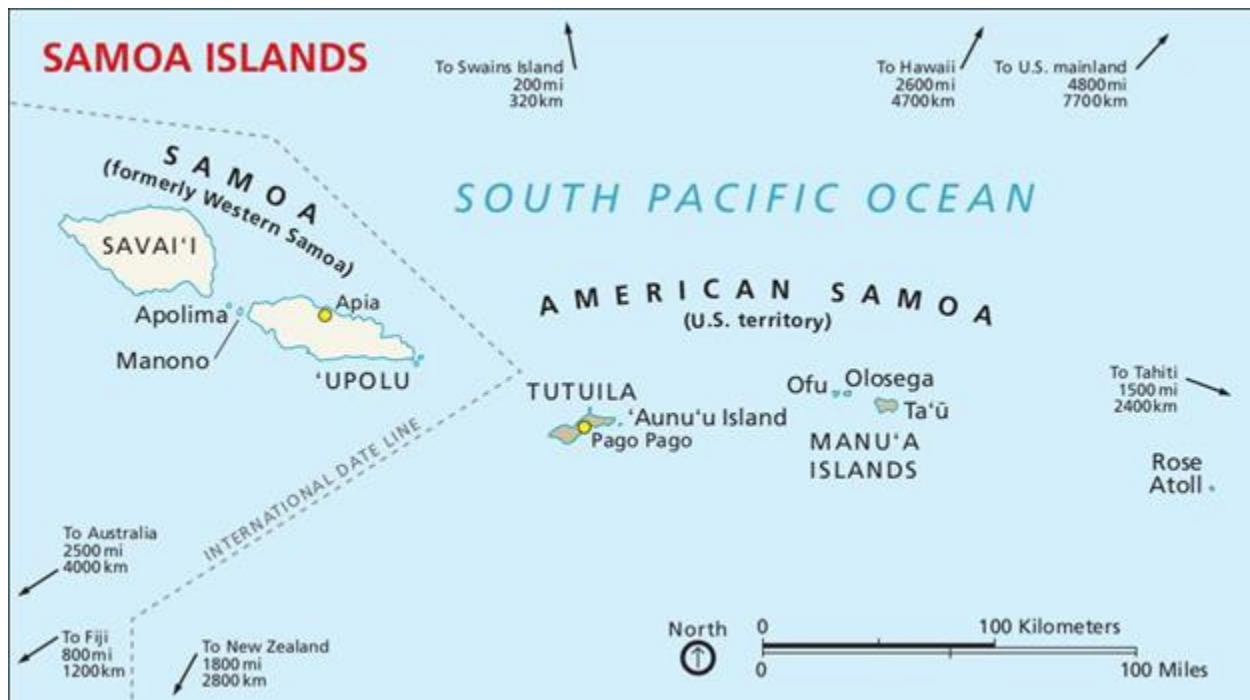 SAMOA ISLANDS
To Swains Island
200mi
320km
To Hawaii
2600mi
4700km
To U.S. mainland
4800mi
7700km
SAMOA
(formerly Western Samoa)
SOUTH PACIFIC OCEAN
SAVAI‘I
Apolima
Manono
Apia
‘UPOLU
AMERICAN SAMOA
(U.S. territory)
TUTUILA
‘Aunu‘u Island
Pago Pago
Ofu
Olosega
Ta‘ū
MANU‘A
ISLANDS
To Tahiti
1500mi
2400km
Rose
Atoll
INTERNATIONAL DATE LINE
To Australia
2500mi
4000km
To Fiji
800mi
1200km
To New Zealand
1800mi
2800km
North
0
100 Kilometers
0
100 Miles